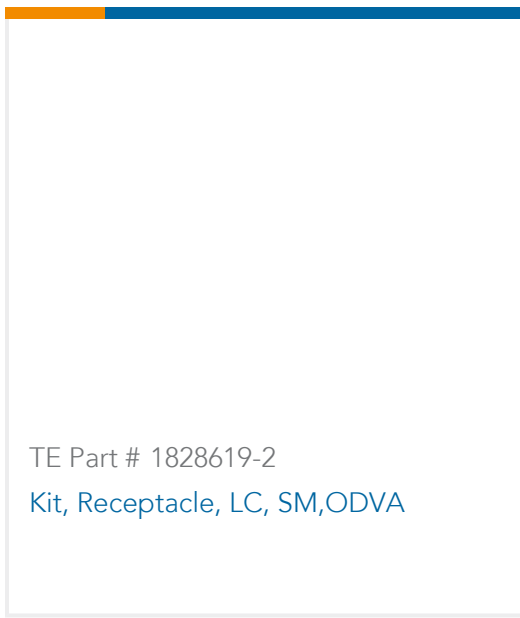 TE Part # 1828619-2
Kit, Receptacle, LC, SM,ODVA